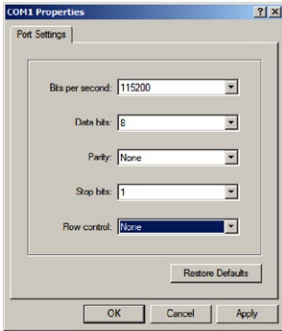 COM1 Properties
Port Settings
Bits per second: 115200
Data bits: 8
Parity: None
Stop bits: 1
Flow control: None
Restore Defaults
OK Cancel Apply